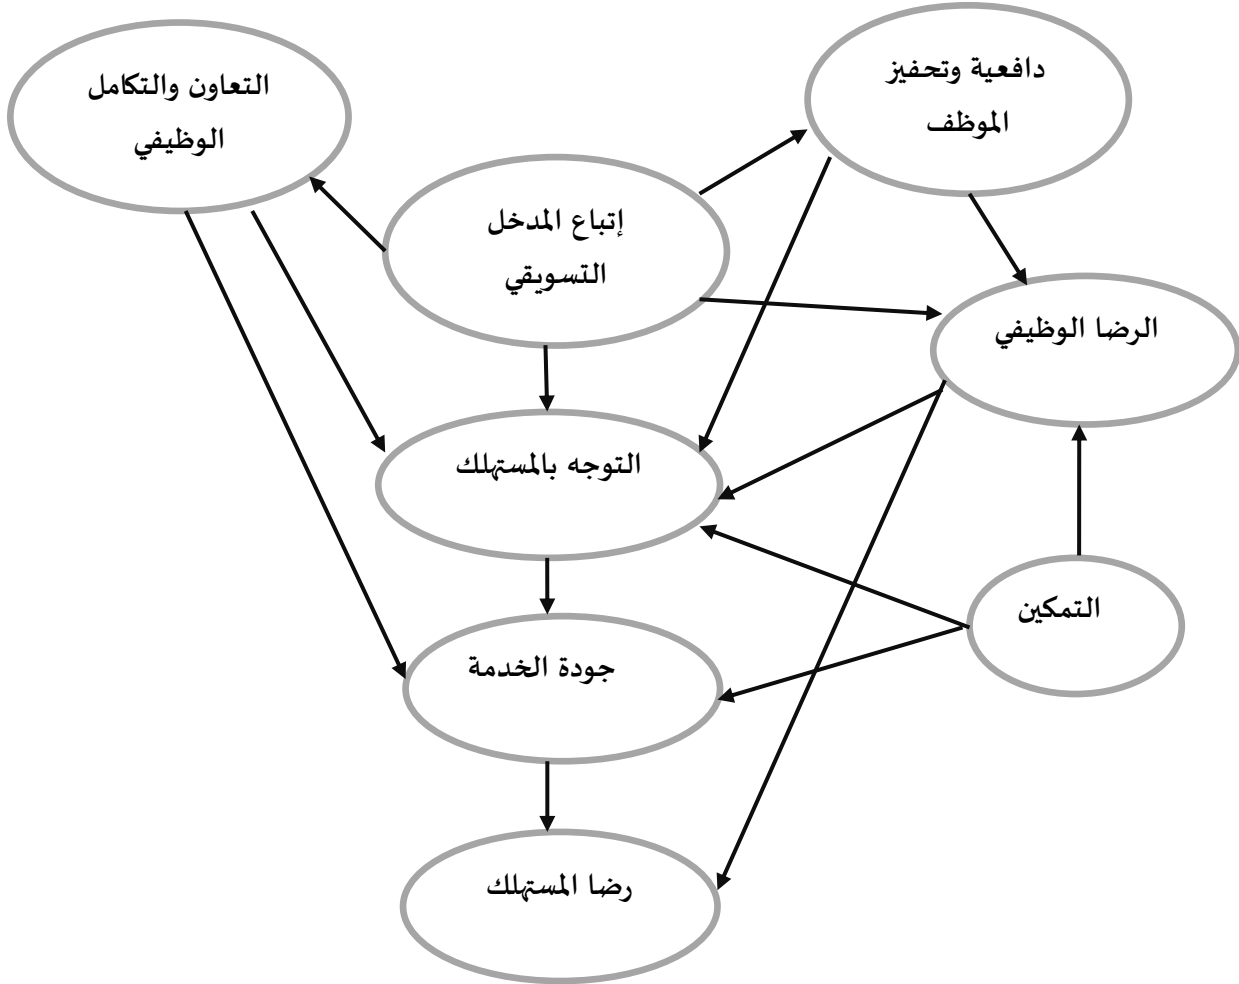 دافعية وتحفيز
الموظف
التعاون والتكامل
الوظيفي
إتباع المدخل
التسويقي
الرضا الوظيفي
التوجه بالمستهلك
التمكين
جودة الخدمة
رضا المستهلك